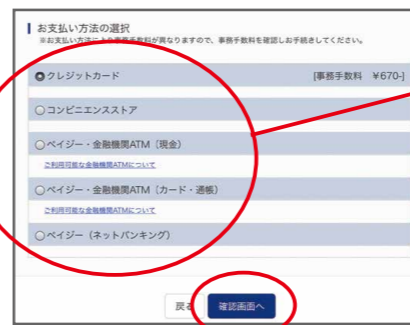 お支払い方法の選択
※お支払い方法により事務手数料が異なりますので、事務手数料を確認しお手続きしてください。
クレジットカード [事務手数料 ¥670-]
コンビニエンスストア
ペイジー・金融機関ATM（現金）
ご利用可能な金融機関ATMについて
ペイジー・金融機関ATM（カード・通帳）
ご利用可能な金融機関ATMについて
ペイジー（ネットバンキング）
戻る 確認画面へ